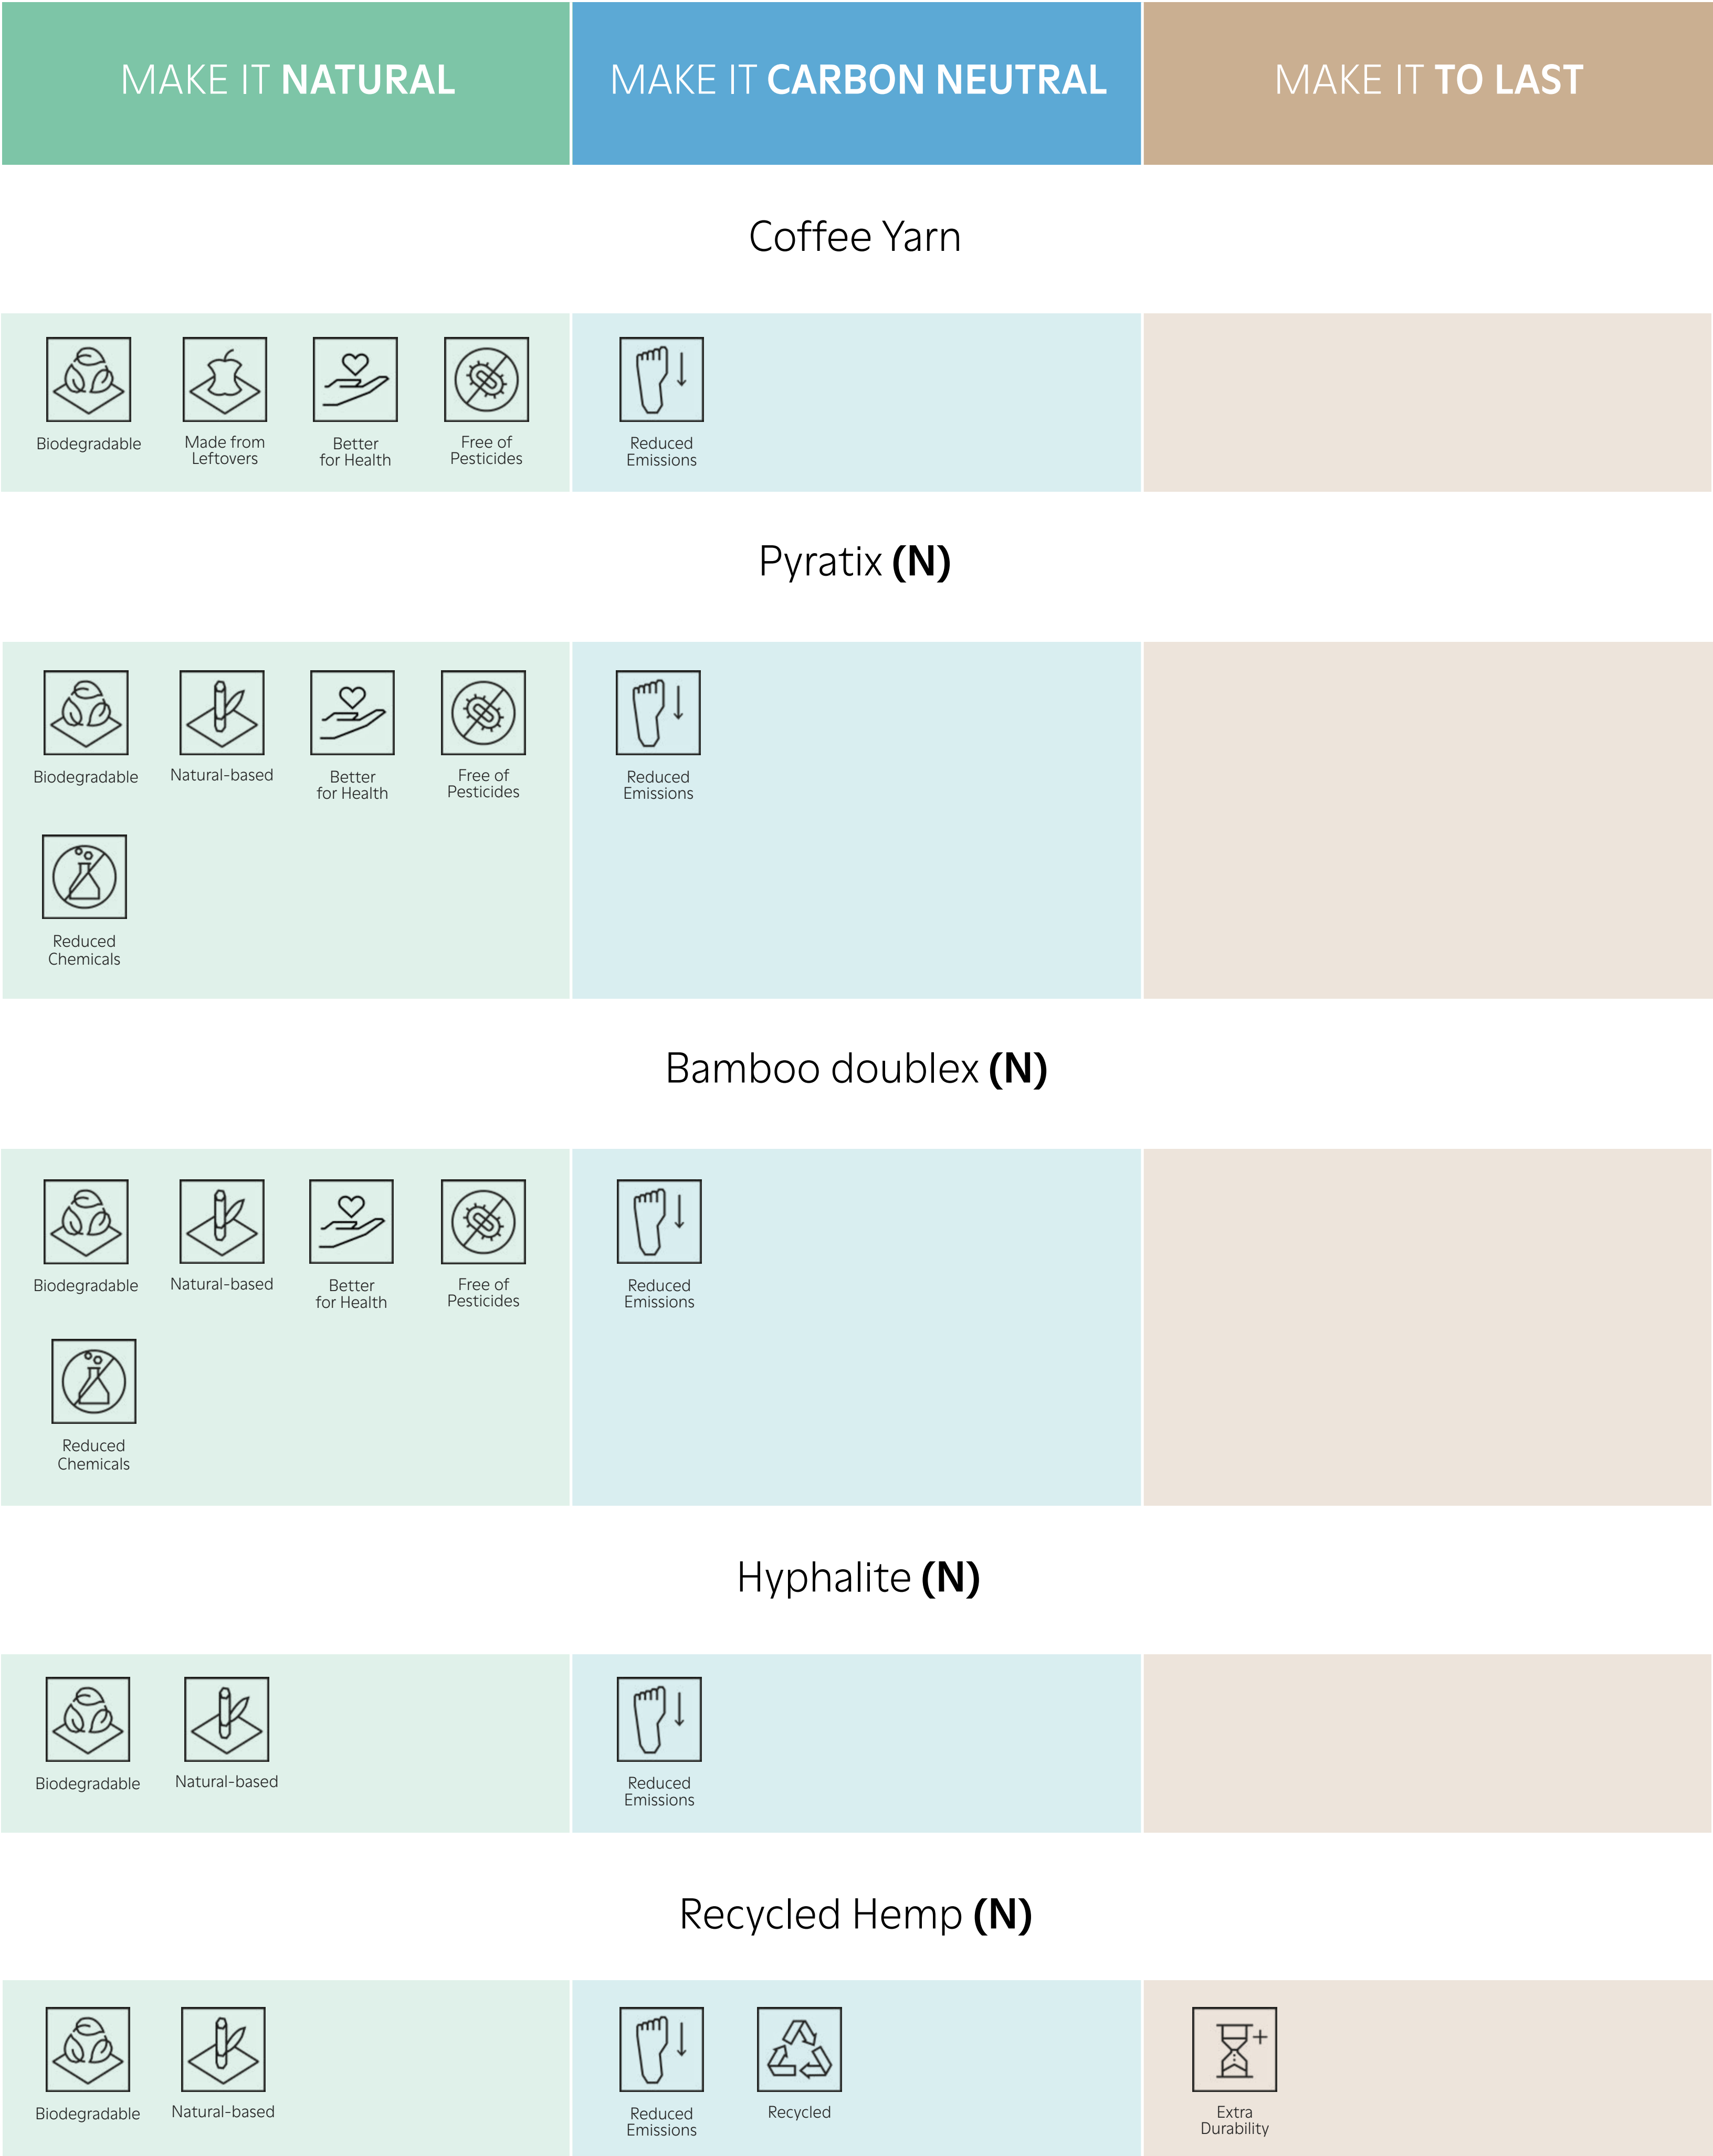 MAKE IT NATURAL
MAKE IT CARBON NEUTRAL
MAKE IT TO LAST
Coffee Yarn
Biodegradable
Made from
Leftovers
Better
for Health
Free of
Pesticides
Reduced
Emissions
Pyratix (N)
Biodegradable
Natural-based
Better
for Health
Free of
Pesticides
Reduced
Emissions
Reduced
Chemicals
Bamboo doublex (N)
Biodegradable
Natural-based
Better
for Health
Free of
Pesticides
Reduced
Emissions
Reduced
Chemicals
Hyphalite (N)
Biodegradable
Natural-based
Reduced
Emissions
Recycled Hemp (N)
Biodegradable
Natural-based
Reduced
Emissions
Recycled
Extra
Durability